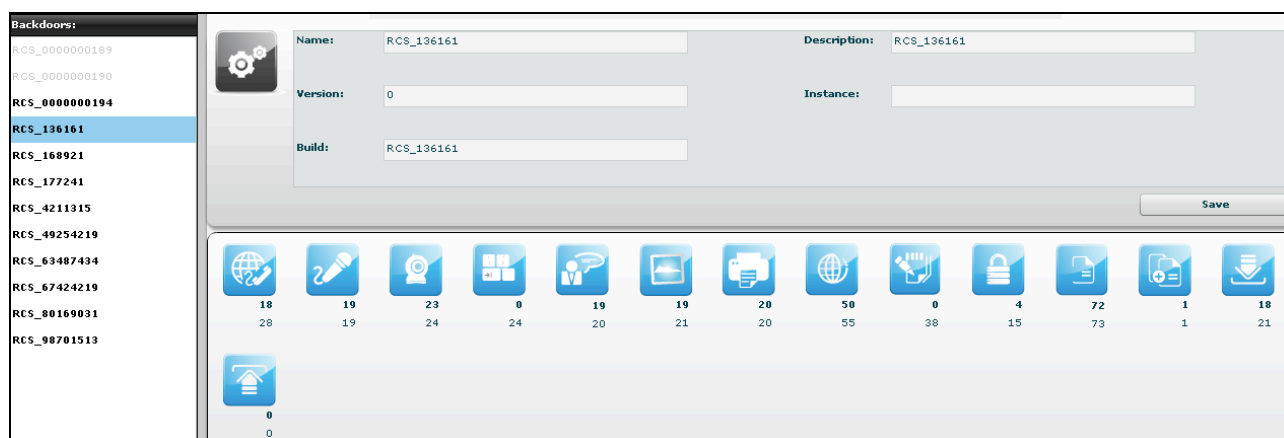 Backdoors:
RCS_0000000189
RCS_0000000190
RCS_0000000194
RCS_136161
RCS_168921
RCS_177241
RCS_4211315
RCS_49254219
RCS_63487434
RCS_67424219
RCS_80169031
RCS_98701513
Name: RCS_136161 Description: RCS_136161
Version: 0 Instance:
Build: RCS_136161
Save
18 19 23 0 19 19 20 50 0 4 72 1 18
28 19 24 24 20 21 20 55 38 15 73 1 21
0
0